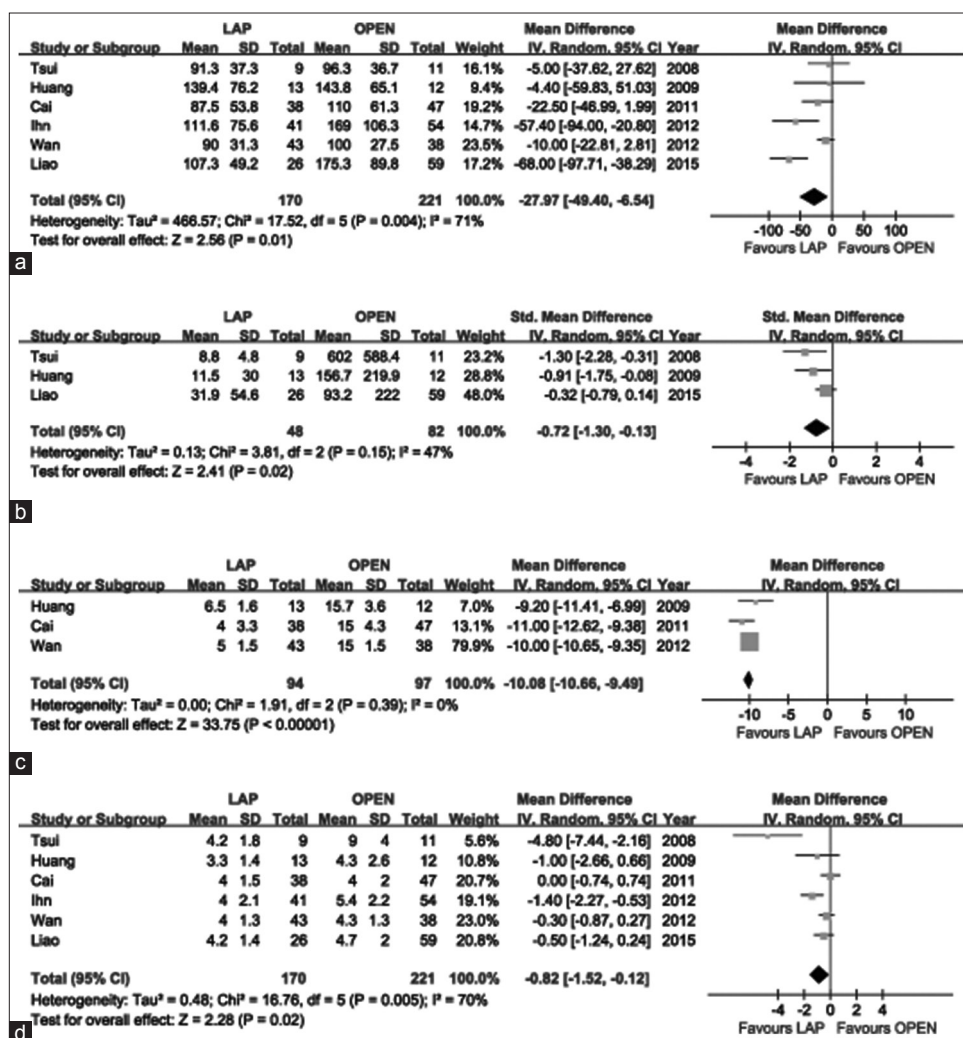 LAP OPEN Mean Difference Mean Difference
Study or Subgroup Mean SD Total Mean SD Total Weight IV. Random. 95% CI Year IV. Random. 95% CI
Tsui 91.3 37.3 9 96.3 36.7 11 16.1% -5.00 [-37.62, 27.62] 2008
Huang 139.4 76.2 13 143.8 65.1 12 9.4% -4.40 [-59.83, 51.03] 2009
Cai 87.5 53.8 38 110 61.3 47 19.2% -22.50 [-46.99, 1.99] 2011
Ihn 111.6 75.6 41 169 106.3 54 14.7% -57.40 [-94.00, -20.80] 2012
Wan 90 31.3 43 100 27.5 38 23.5% -10.00 [-22.81, 2.81] 2012
Liao 107.3 49.2 26 175.3 89.8 59 17.2% -68.00 [-97.71, -38.29] 2015
Total (95% CI) 170 221 100.0% -27.97 [-49.40, -6.54]
Heterogeneity: Tau² = 466.57; Chi² = 17.52, df = 5 (P = 0.004); I² = 71%
Test for overall effect: Z = 2.56 (P = 0.01)
-100 -50 0 50 100
Favours LAP Favours OPEN
a
LAP OPEN Std. Mean Difference Std. Mean Difference
Study or Subgroup Mean SD Total Mean SD Total Weight IV. Random. 95% CI Year IV. Random. 95% CI
Tsui 8.8 4.8 9 602 588.4 11 23.2% -1.30 [-2.28, -0.31] 2008
Huang 11.5 30 13 156.7 219.9 12 28.8% -0.91 [-1.75, -0.08] 2009
Liao 31.9 54.6 26 93.2 222 59 48.0% -0.32 [-0.79, 0.14] 2015
Total (95% CI) 48 82 100.0% -0.72 [-1.30, -0.13]
Heterogeneity: Tau² = 0.13; Chi² = 3.81, df = 2 (P = 0.15); I² = 47%
Test for overall effect: Z = 2.41 (P = 0.02)
-4 -2 0 2 4
Favours LAP Favours OPEN
b
LAP OPEN Mean Difference Mean Difference
Study or Subgroup Mean SD Total Mean SD Total Weight IV. Random. 95% CI Year IV. Random. 95% CI
Huang 6.5 1.6 13 15.7 3.6 12 7.0% -9.20 [-11.41, -6.99] 2009
Cai 4 3.3 38 15 4.3 47 13.1% -11.00 [-12.62, -9.38] 2011
Wan 5 1.5 43 15 1.5 38 79.9% -10.00 [-10.65, -9.35] 2012
Total (95% CI) 94 97 100.0% -10.08 [-10.66, -9.49]
Heterogeneity: Tau² = 0.00; Chi² = 1.91, df = 2 (P = 0.39); I² = 0%
Test for overall effect: Z = 33.75 (P < 0.00001)
-10 -5 0 5 10
Favours LAP Favours OPEN
c
LAP OPEN Mean Difference Mean Difference
Study or Subgroup Mean SD Total Mean SD Total Weight IV. Random. 95% CI Year IV. Random. 95% CI
Tsui 4.2 1.8 9 9 4 11 5.6% -4.80 [-7.44, -2.16] 2008
Huang 3.3 1.4 13 4.3 2.6 12 10.8% -1.00 [-2.66, 0.66] 2009
Cai 4 1.5 38 4 2 47 20.7% 0.00 [-0.74, 0.74] 2011
Ihn 4 2.1 41 5.4 2.2 54 19.1% -1.40 [-2.27, -0.53] 2012
Wan 4 1.3 43 4.3 1.3 38 23.0% -0.30 [-0.87, 0.27] 2012
Liao 4.2 1.4 26 4.7 2 59 20.8% -0.50 [-1.24, 0.24] 2015
Total (95% CI) 170 221 100.0% -0.82 [-1.52, -0.12]
Heterogeneity: Tau² = 0.48; Chi² = 16.76, df = 5 (P = 0.005); I² = 70%
Test for overall effect: Z = 2.28 (P = 0.02)
-4 -2 0 2 4
Favours LAP Favours OPEN
d